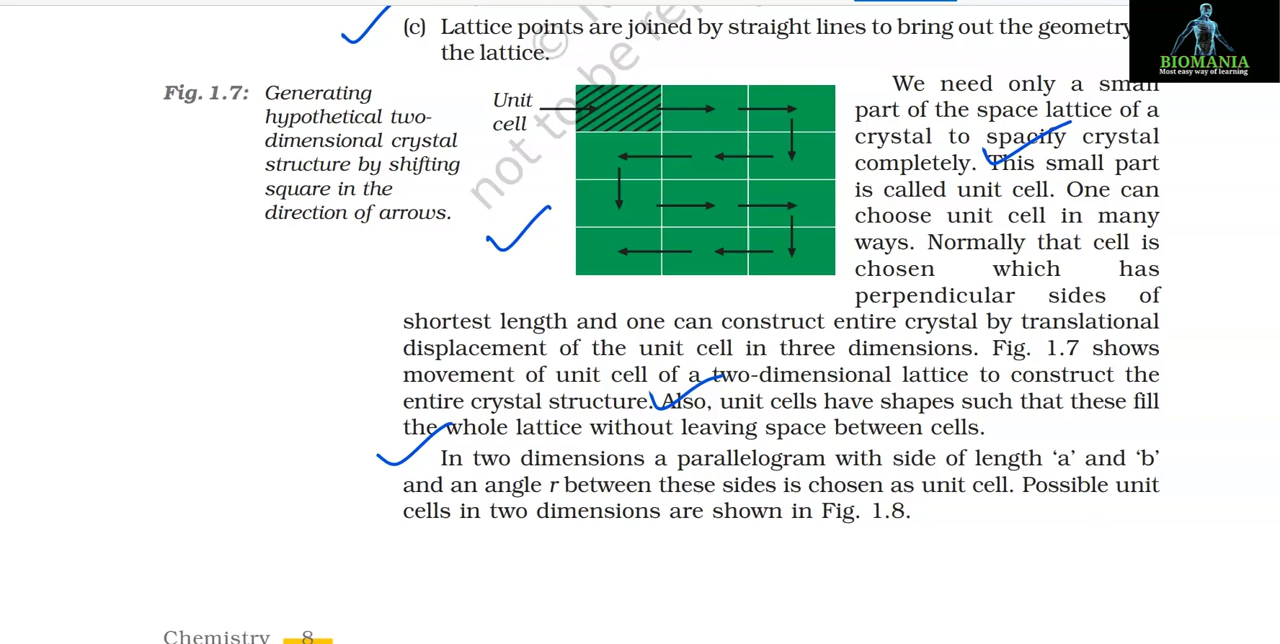 (c) Lattice points are joined by straight lines to bring out the geometry
the lattice.
BIOMANIA
Most easy way of learning
Fig. 1.7: Generating
hypothetical two-
dimensional crystal
structure by shifting
square in the
direction of arrows.
Unit
cell
©
not to be re
We need only a small
part of the space lattice of a
crystal to spacify crystal
completely. This small part
is called unit cell. One can
choose unit cell in many
ways. Normally that cell is
chosen which has
perpendicular sides of
shortest length and one can construct entire crystal by translational
displacement of the unit cell in three dimensions. Fig. 1.7 shows
movement of unit cell of a two-dimensional lattice to construct the
entire crystal structure. Also, unit cells have shapes such that these fill
the whole lattice without leaving space between cells.
In two dimensions a parallelogram with side of length ‘a’ and ‘b’
and an angle r between these sides is chosen as unit cell. Possible unit
cells in two dimensions are shown in Fig. 1.8.
Chemistry 8